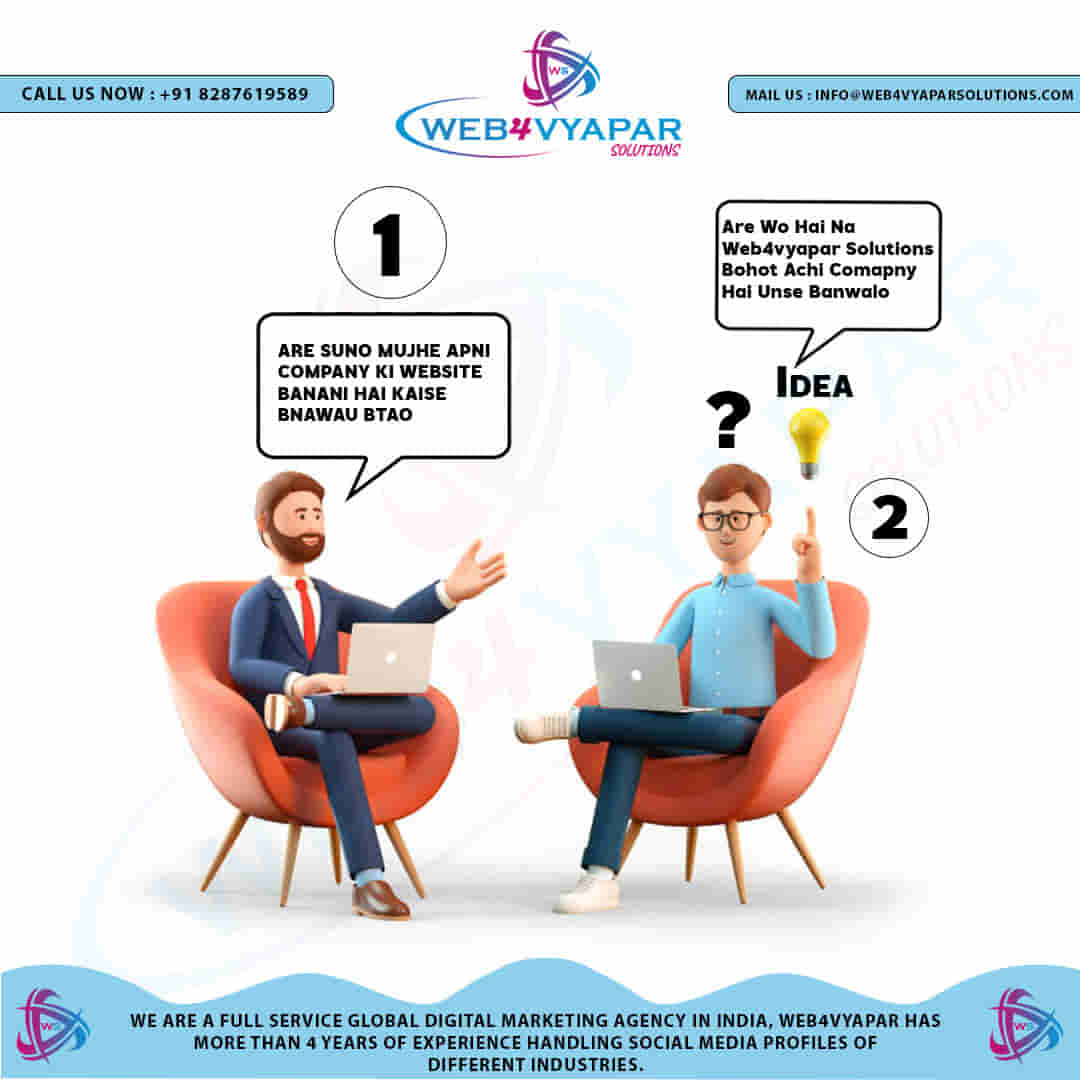 CALL US NOW : +91 8287619589
WS
WEB4VYAPAR
SOLUTIONS
MAIL US : INFO@WEB4VYAPARSOLUTIONS.COM
1
ARE SUNO MUJHE APNI
COMPANY KI WEBSITE
BANANI HAI KAISE
BNAWAU BTAO
Are Wo Hai Na
Web4vyapar Solutions
Bohot Achi Comapny
Hai Unse Banwalo
IDEA
?
2
WS
WE ARE A FULL SERVICE GLOBAL DIGITAL MARKETING AGENCY IN INDIA, WEB4VYAPAR HAS
MORE THAN 4 YEARS OF EXPERIENCE HANDLING SOCIAL MEDIA PROFILES OF
DIFFERENT INDUSTRIES.
WS